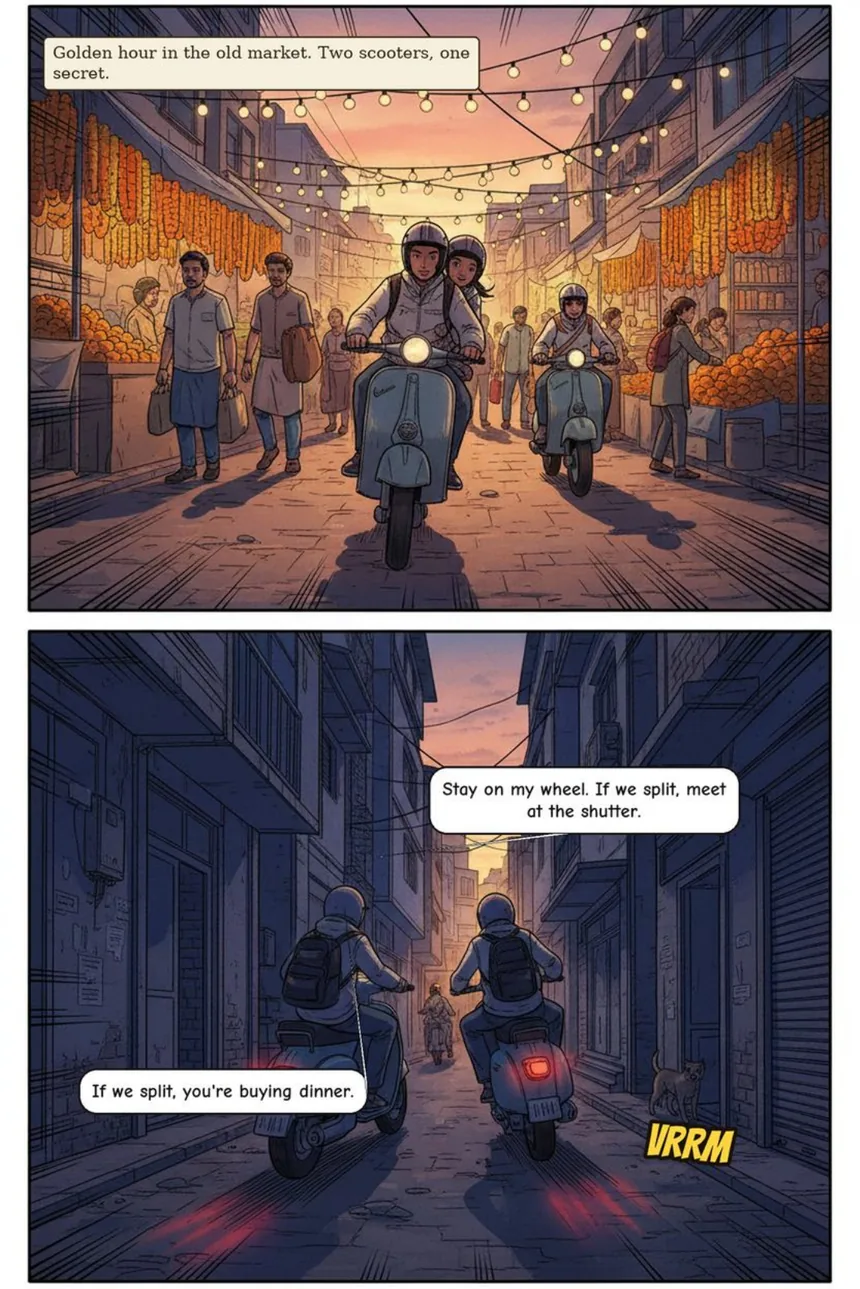 Golden hour in the old market. Two scooters, one
secret.
Stay on my wheel. If we split, meet
at the shutter.
If we split, you're buying dinner.
VRRM